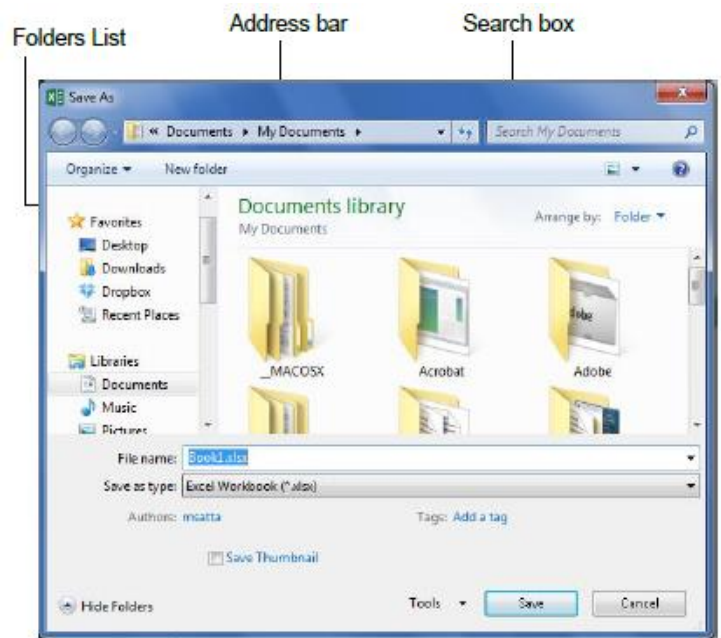 Folders List
Address bar
Search box
Save As
« Documents ▸ My Documents ▸
Search My Documents
Organize
New folder
Favorites
Desktop
Downloads
Dropbox
Recent Places
Libraries
Documents
Music
Pictures
Documents library
My Documents
Arrange by: Folder
__MACOSX
Acrobat
Adobe
File name: Book1.xlsx
Save as type: Excel Workbook (*.xlsx)
Authors: msatta
Tags: Add a tag
Save Thumbnail
Hide Folders
Tools
Save
Cancel